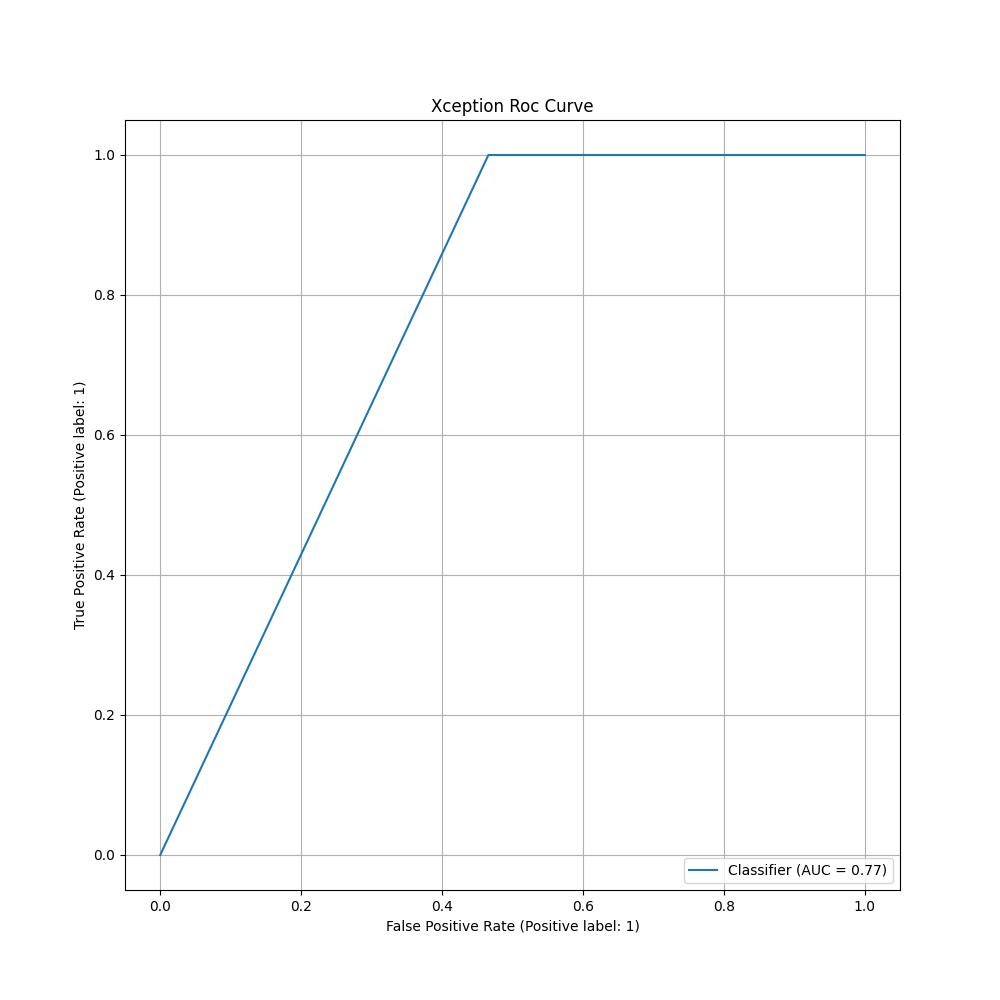 Xception Roc Curve
1.0
0.8
0.6
0.4
0.2
0.0
True Positive Rate (Positive label: 1)
Classifier (AUC = 0.77)
0.0 0.2 0.4 0.6 0.8 1.0
False Positive Rate (Positive label: 1)